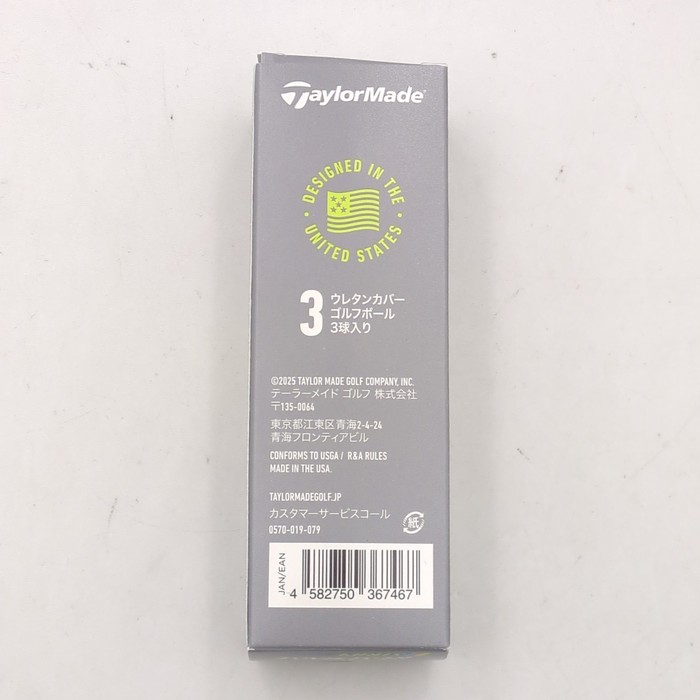 TaylorMade
DESIGNED IN THE
UNITED STATES
3
ウレタンカバー
ゴルフボール
3球入り
©2025 TAYLOR MADE GOLF COMPANY, INC.
テーラーメイド ゴルフ 株式会社
〒135-0064
東京都江東区青海2-4-24
青海フロンティアビル
CONFORMS TO USGA / R&A RULES
MADE IN THE USA.
TAYLORMADEGOLF.JP
カスタマーサービスコール
0570-019-079
紙
JAN/EAN
4 582750 367467